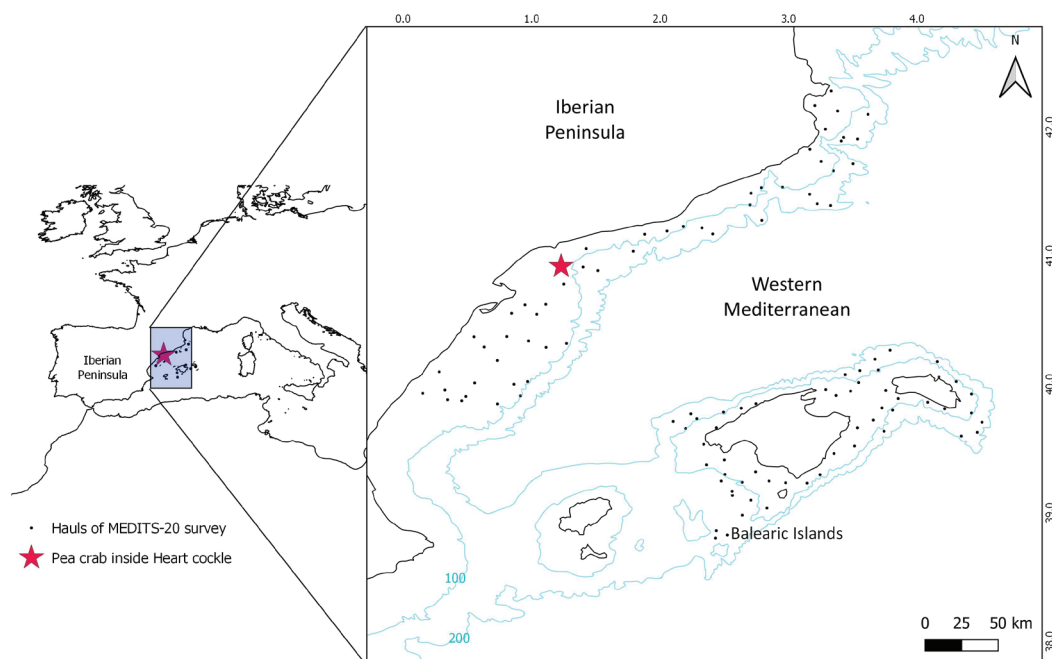 0.0
1.0
2.0
3.0
4.0
N
Iberian
Peninsula
42.0
41.0
Western
Mediterranean
Iberian
Peninsula
40.0
39.0
Hauls of MEDITS-20 survey
Balearic Islands
Pea crab inside Heart cockle
100
0 25 50 km
200
38.0